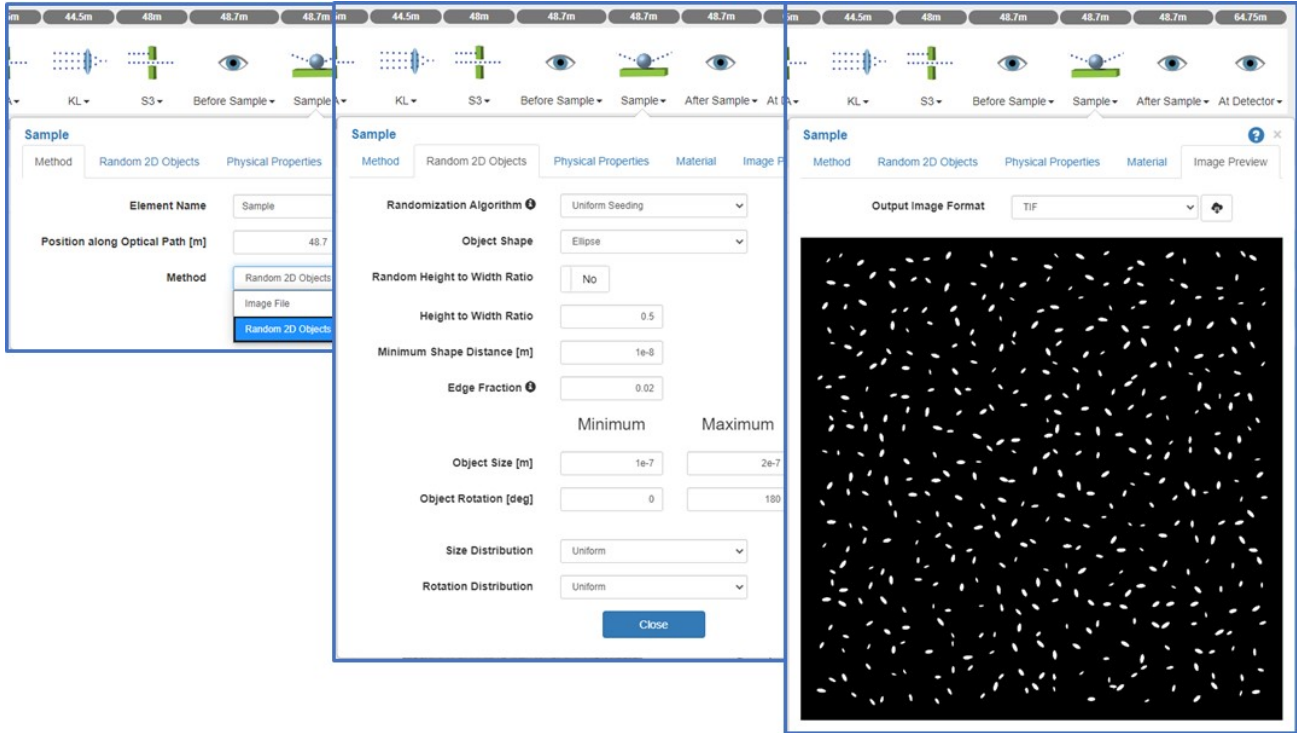 44.5m 48m 48.7m 48.7m
KL S3 Before Sample Sample
Sample
Method Random 2D Objects Physical Properties
Element Name Sample
Position along Optical Path [m] 48.7
Method Random 2D Objects
Image File
Random 2D Objects
44.5m 48m 48.7m 48.7m 48.7m
KL S3 Before Sample Sample After Sample At
Sample
Method Random 2D Objects Physical Properties Material Image P
Randomization Algorithm Uniform Seeding
Object Shape Ellipse
Random Height to Width Ratio No
Height to Width Ratio 0.5
Minimum Shape Distance [m] 1e-8
Edge Fraction 0.02
Minimum Maximum
Object Size [m] 1e-7 2e-7
Object Rotation [deg] 0 180
Size Distribution Uniform
Rotation Distribution Uniform
Close
44.5m 48m 48.7m 48.7m 48.7m 64.75m
KL S3 Before Sample Sample After Sample At Detector
Sample
Method Random 2D Objects Physical Properties Material Image Preview
Output Image Format TIF